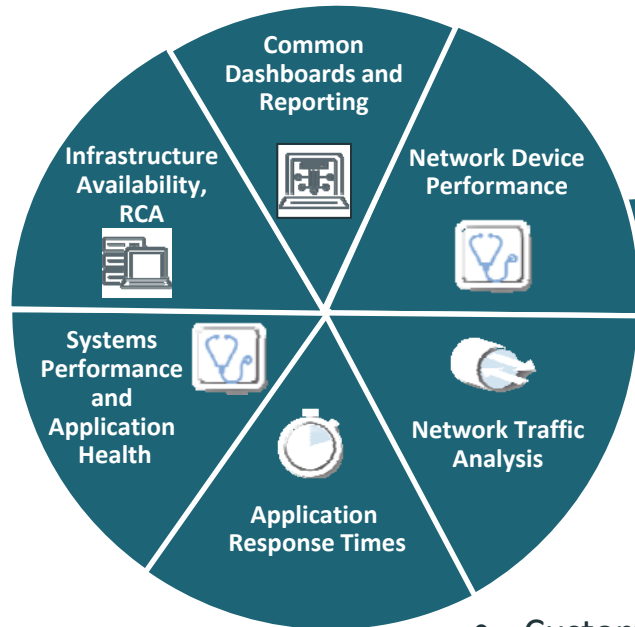 Common
Dashboards and
Reporting
Network Device
Performance
Network Traffic
Analysis
Application
Response Times
Systems
Performance
and
Application
Health
Infrastructure
Availability,
RCA